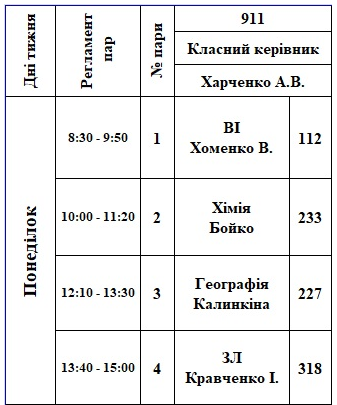 Дні тижня
Регламент
пар
№ пари
911
Класний керівник
Харченко А.В.
Понеділок
8:30 - 9:50
1
ВІ
Хоменко В.
112
10:00 - 11:20
2
Хімія
Бойко
233
12:10 - 13:30
3
Географія
Калинкіна
227
13:40 - 15:00
4
ЗЛ
Кравченко І.
318